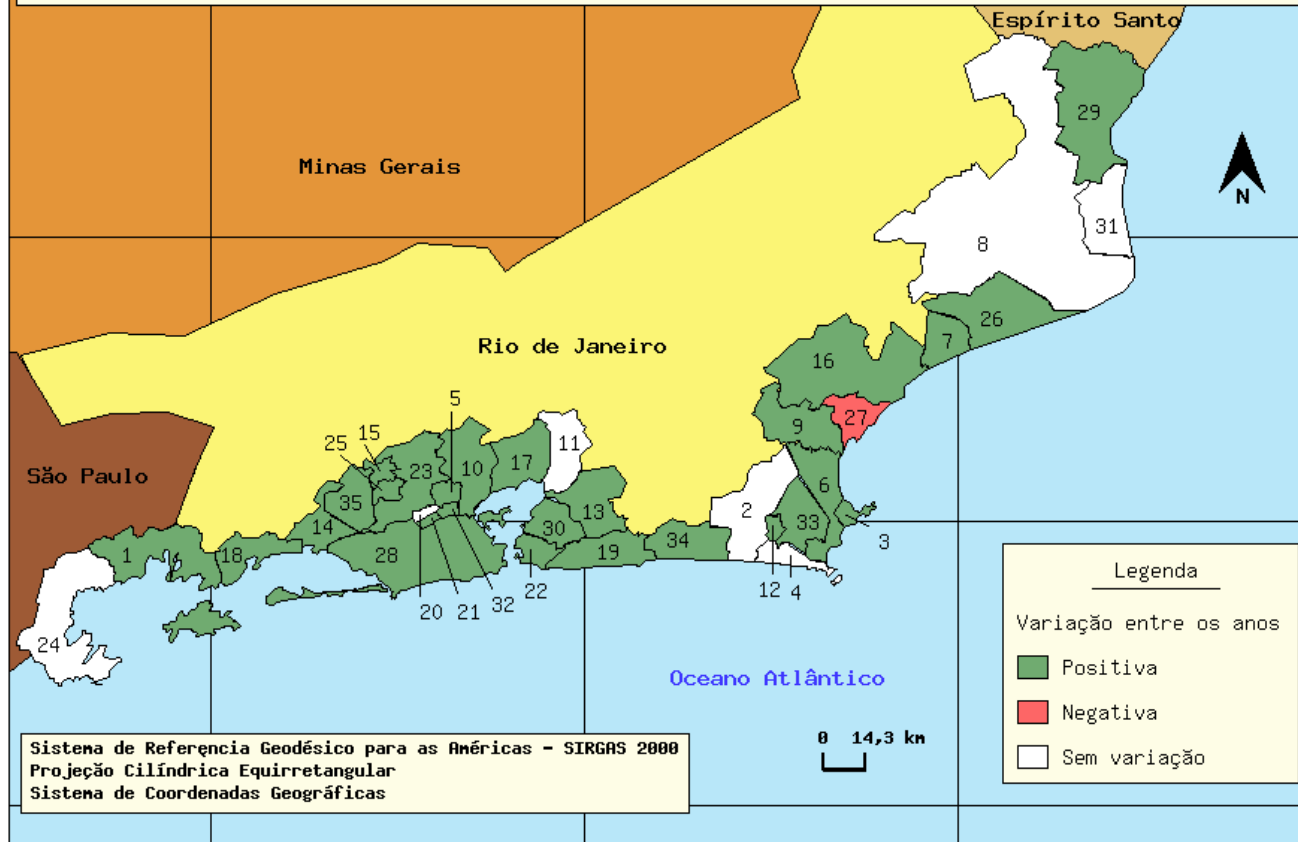 Espírito Santo
29
Minas Gerais
N
31
8
26
Rio de Janeiro
7
16
5
27
15
11
9
25
23
10
17
São Paulo
6
35
2
13
14
30
33
3
1
18
28
19
34
12
4
22
32
20
21
24
Legenda
Variação entre os anos
Positiva
Negativa
Sem variação
Oceano Atlântico
0 14,3 km
Sistema de Referençia Geodésico para as Américas - SIRGAS 2000
Projeção Cilíndrica Equirretangular
Sistema de Coordenadas Geográficas